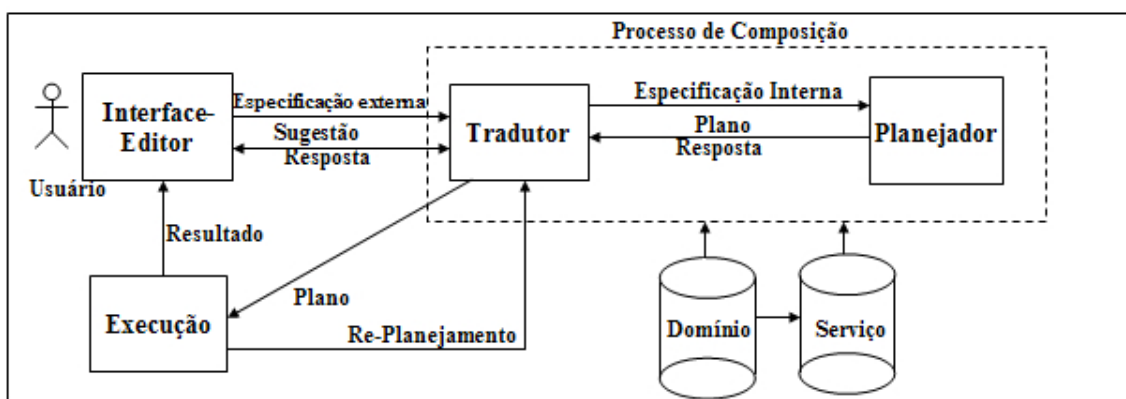 Processo de Composição
Interface-
Editor
Usuário
Especificação externa
Sugestão
Resposta
Tradutor
Especificação Interna
Plano
Resposta
Planejador
Resultado
Execução
Plano
Re-Planejamento
Domínio
Serviço